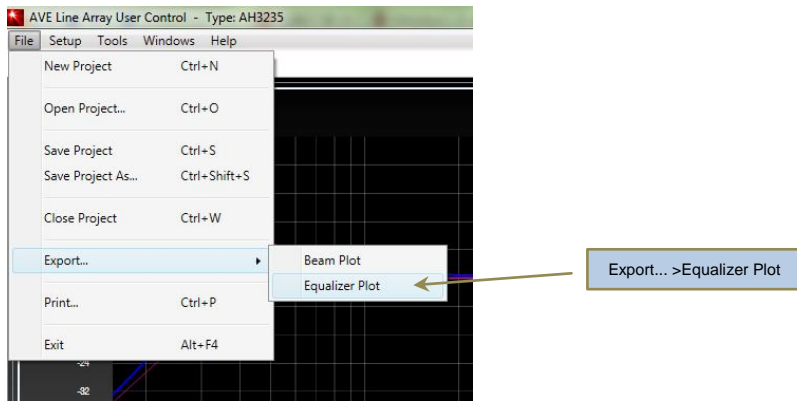 AVE Line Array User Control - Type: AH3235
File Setup Tools Windows Help
New Project Ctrl+N
Open Project... Ctrl+O
Save Project Ctrl+S
Save Project As... Ctrl+Shift+S
Close Project Ctrl+W
Export...
Beam Plot
Equalizer Plot
Export... >Equalizer Plot
Print... Ctrl+P
Exit Alt+F4
-24
-32